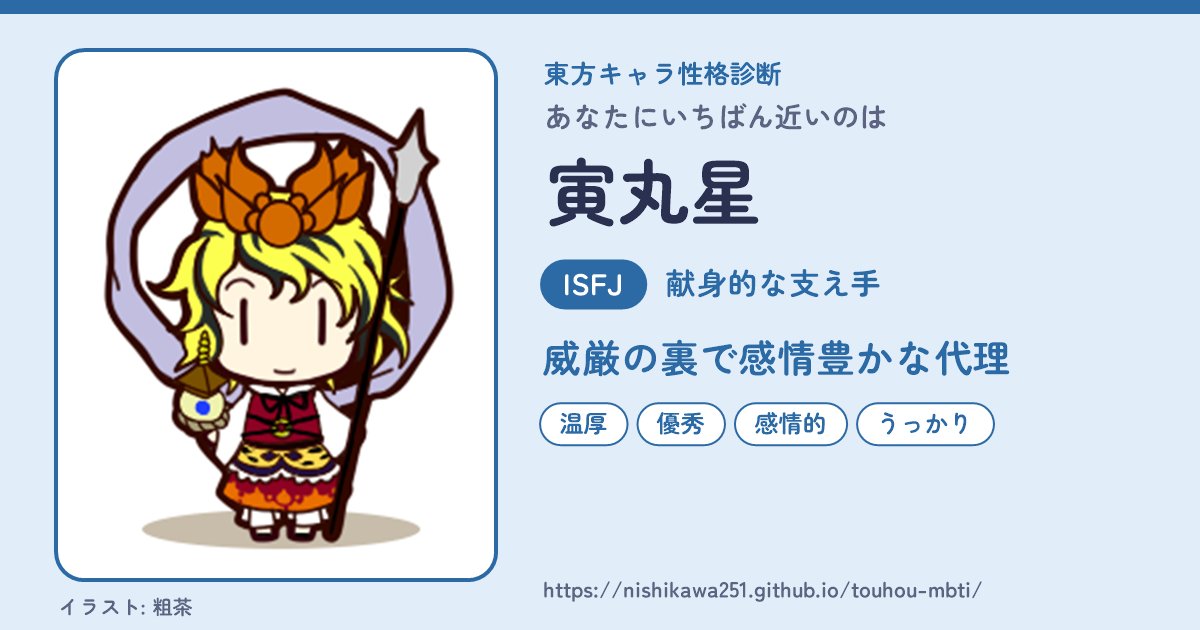 東方キャラ性格診断
あなたにいちばん近いのは
寅丸星
ISFJ 献身的な支え手
威厳の裏で感情豊かな代理
温厚 優秀 感情的 うっかり
https://nishikawa251.github.io/touhou-mbti/
イラスト: 粗茶